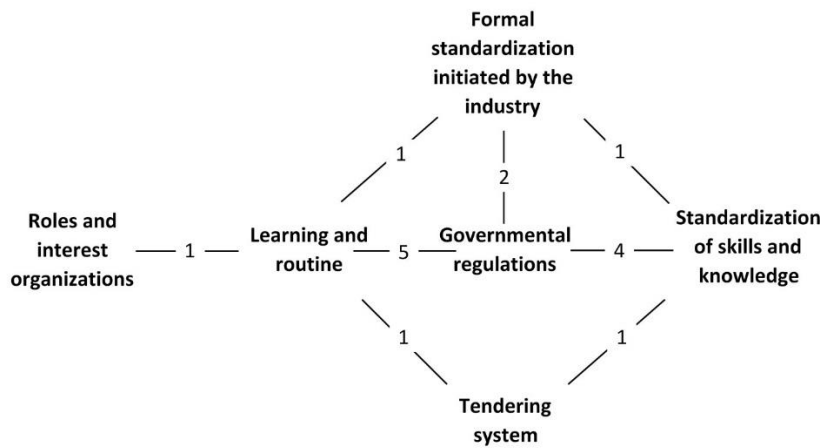 Formal
standardization
initiated by the
industry
1
1
2
Roles and
interest
organizations
1
Learning and
routine
5
Governmental
regulations
4
Standardization
of skills and
knowledge
1
1
Tendering
system